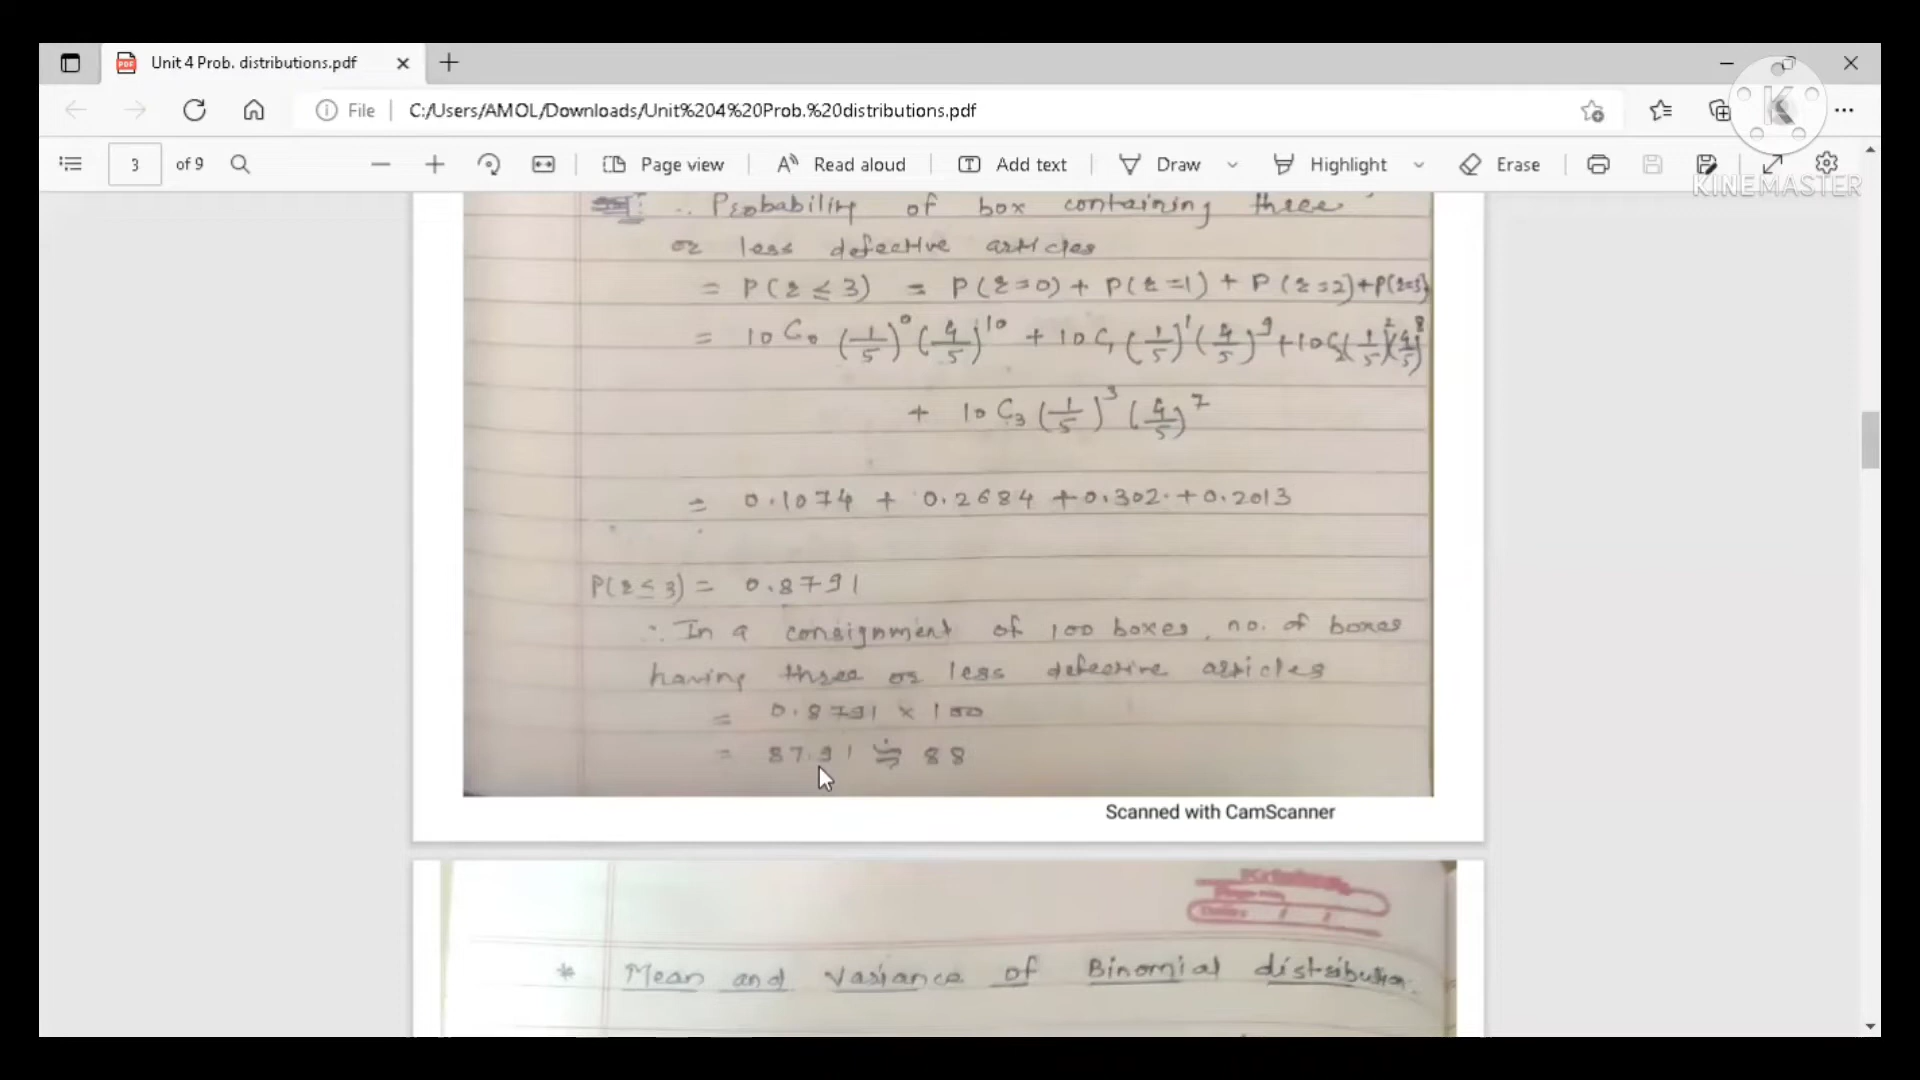 Unit 4 Prob. distributions.pdf
File C:/Users/AMOL/Downloads/Unit%204%20Prob.%20distributions.pdf
3 of 9 Page view Read aloud Add text Draw Highlight Erase
KINEMASTER
∴ Probability of box containing three
or less defective articles
= P(r ≤ 3) = P(r=0) + P(r=1) + P(r=2)+P(r=3)
= 10C₀ (1/5)⁰ (4/5)¹⁰ + 10C₁ (1/5)¹ (4/5)⁹ + 10C₂ (1/5)² (4/5)⁸
+ 10C₃ (1/5)³ (4/5)⁷
= 0.1074 + 0.2684 + 0.302 + 0.2013
P(r ≤ 3) = 0.8791
∴ In a consignment of 100 boxes, no. of boxes
having three or less defective articles
= 0.8791 × 100
= 87.91 ≒ 88
Scanned with CamScanner
* Mean and Variance of Binomial distribution.